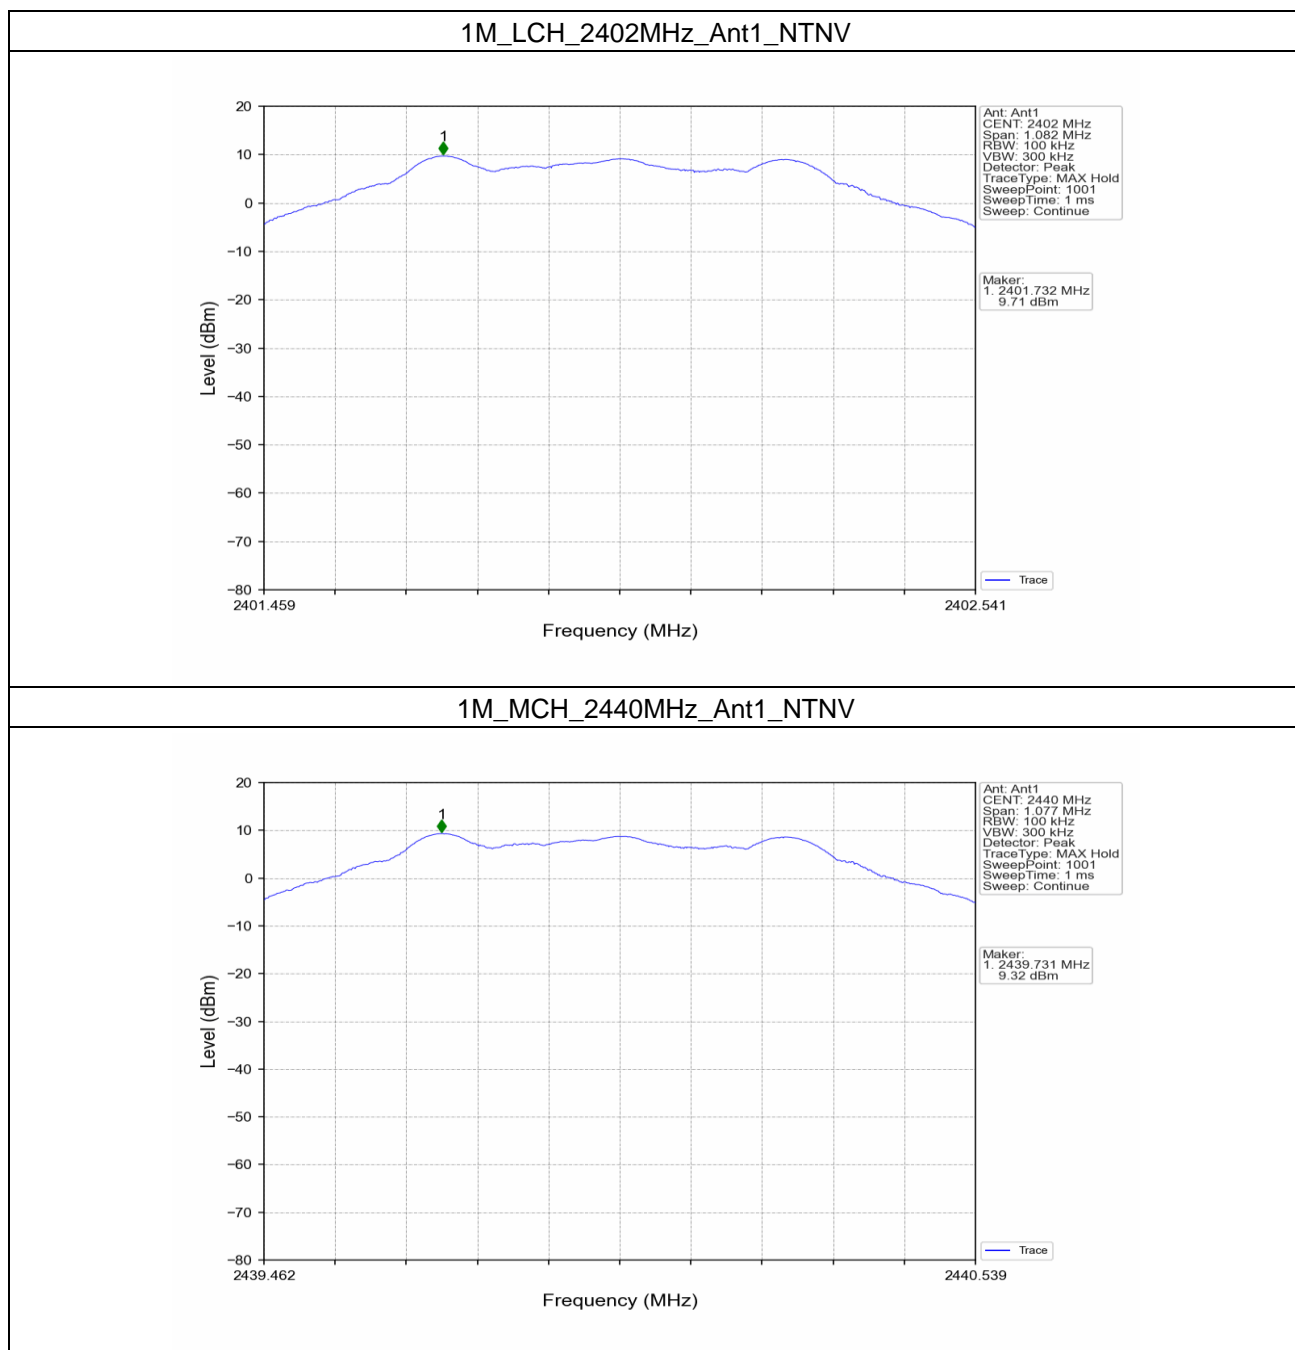 1M_LCH_2402MHz_Ant1_NTNV
20
10
0
−10
−20
−30
−40
−50
−60
−70
−80
Level (dBm)
1
2401.459
2402.541
Frequency (MHz)
Ant: Ant1
CENT: 2402 MHz
Span: 1.082 MHz
RBW: 100 kHz
VBW: 300 kHz
Detector: Peak
TraceType: MAX Hold
SweepPoint: 1001
SweepTime: 1 ms
Sweep: Continue
Maker:
1. 2401.732 MHz
9.71 dBm
Trace
1M_MCH_2440MHz_Ant1_NTNV
20
10
0
−10
−20
−30
−40
−50
−60
−70
−80
Level (dBm)
1
2439.462
2440.539
Frequency (MHz)
Ant: Ant1
CENT: 2440 MHz
Span: 1.077 MHz
RBW: 100 kHz
VBW: 300 kHz
Detector: Peak
TraceType: MAX Hold
SweepPoint: 1001
SweepTime: 1 ms
Sweep: Continue
Maker:
1. 2439.731 MHz
9.32 dBm
Trace